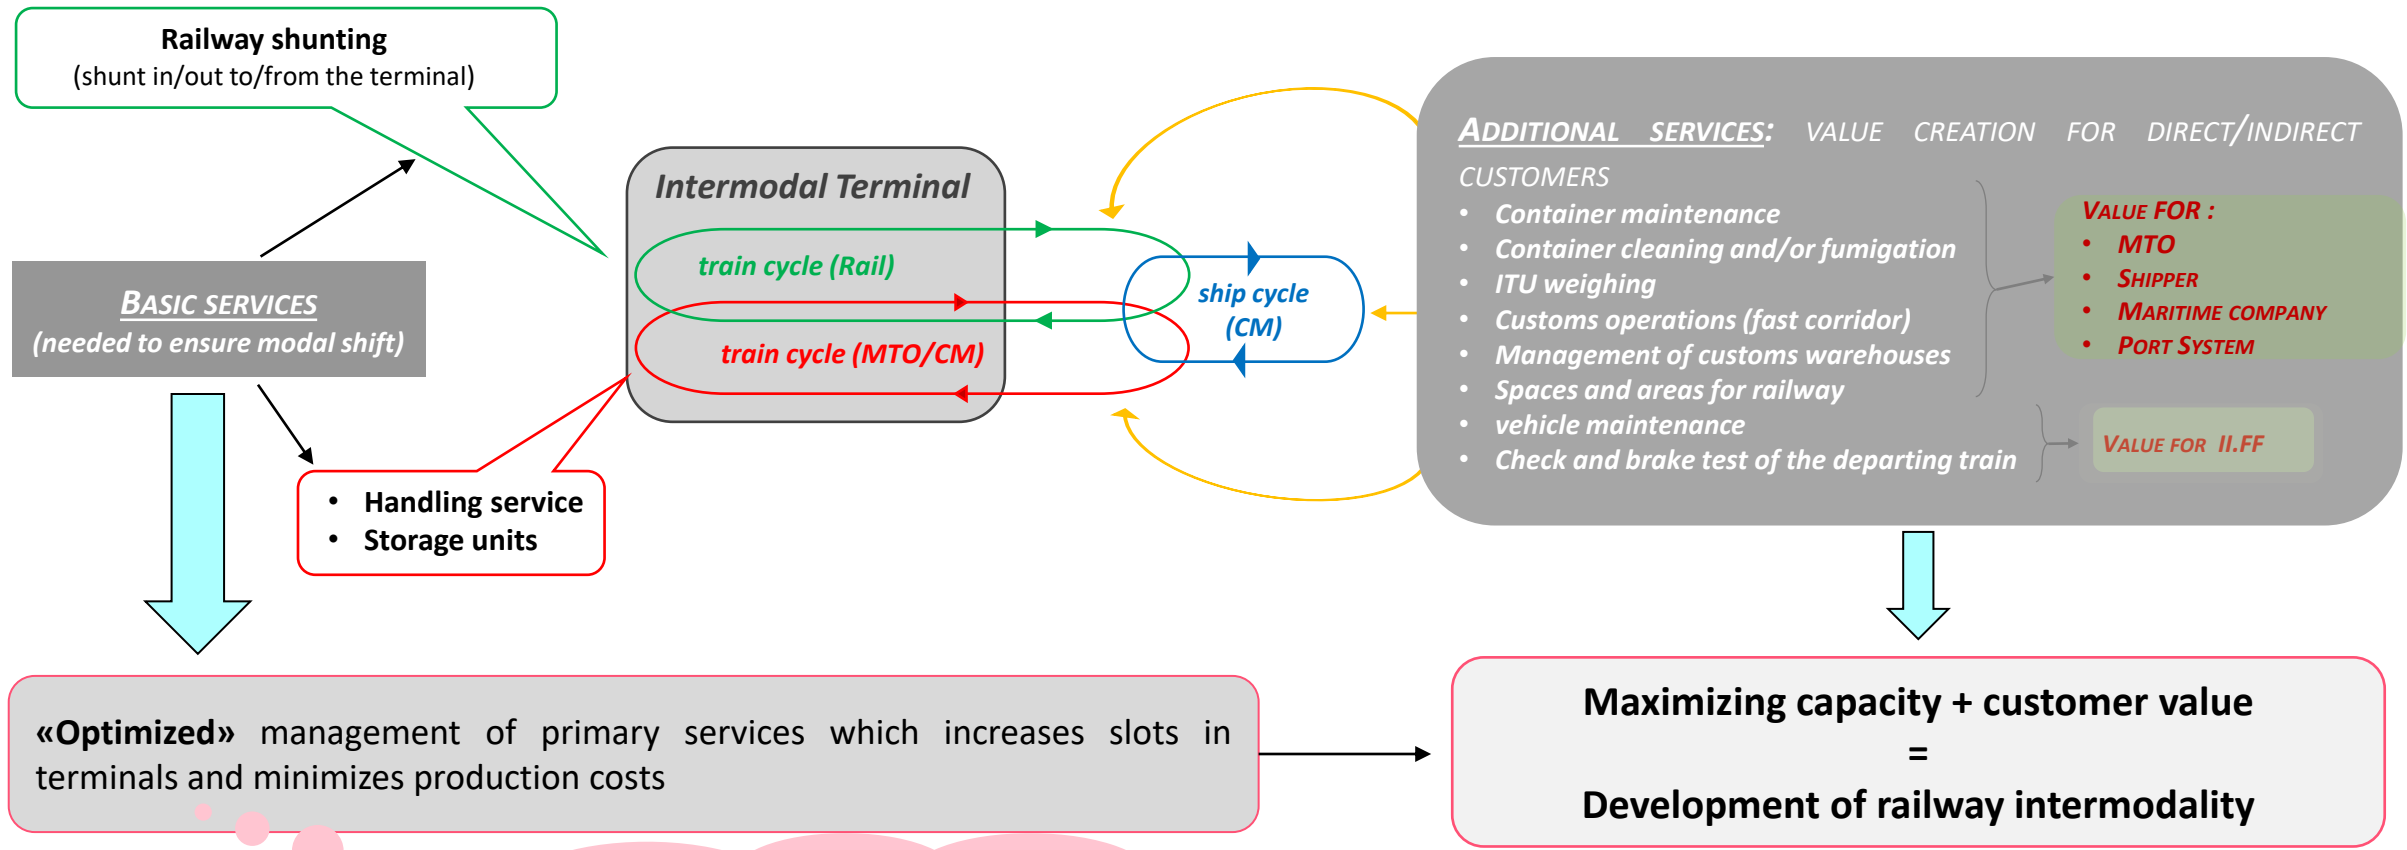 Railway shunting
(shunt in/out to/from the terminal)
BASIC SERVICES
(needed to ensure modal shift)
• Handling service
• Storage units
Intermodal Terminal
train cycle (Rail)
train cycle (MTO/CM)
ship cycle
(CM)
ADDITIONAL SERVICES: VALUE CREATION FOR DIRECT/INDIRECT
CUSTOMERS
• Container maintenance
• Container cleaning and/or fumigation
• ITU weighing
• Customs operations (fast corridor)
• Management of customs warehouses
• Spaces and areas for railway
• vehicle maintenance
• Check and brake test of the departing train
VALUE FOR :
• MTO
• SHIPPER
• MARITIME COMPANY
• PORT SYSTEM
VALUE FOR II.FF
«Optimized» management of primary services which increases slots in
terminals and minimizes production costs
Maximizing capacity + customer value
=
Development of railway intermodality